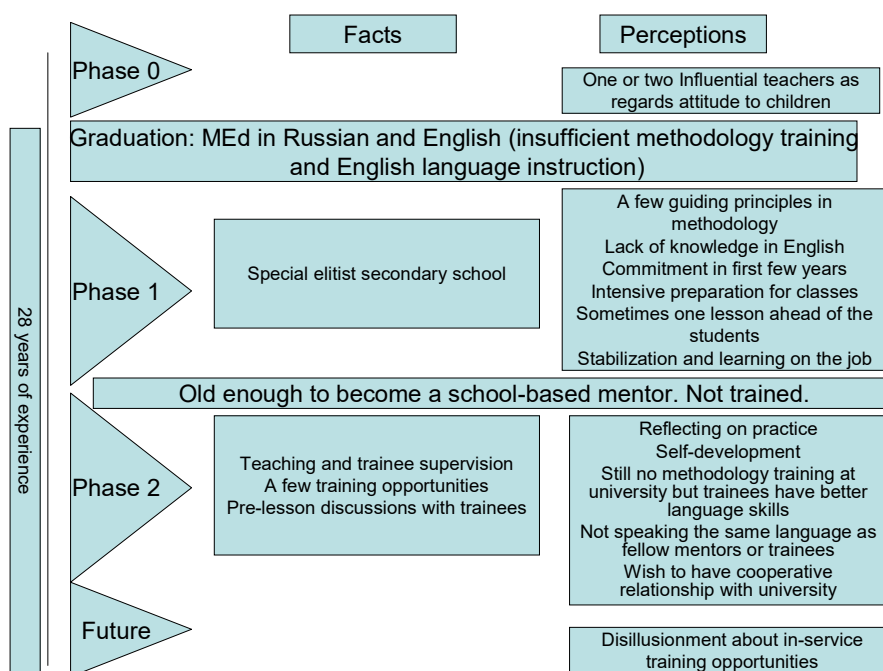 Facts
Perceptions
Phase 0
One or two Influential teachers as
regards attitude to children
Graduation: MEd in Russian and English (insufficient methodology training
and English language instruction)
28 years of experience
Phase 1
Special elitist secondary school
A few guiding principles in
methodology
Lack of knowledge in English
Commitment in first few years
Intensive preparation for classes
Sometimes one lesson ahead of the
students
Stabilization and learning on the job
Old enough to become a school-based mentor. Not trained.
Phase 2
Teaching and trainee supervision
A few training opportunities
Pre-lesson discussions with trainees
Reflecting on practice
Self-development
Still no methodology training at
university but trainees have better
language skills
Not speaking the same language as
fellow mentors or trainees
Wish to have cooperative
relationship with university
Future
Disillusionment about in-service
training opportunities